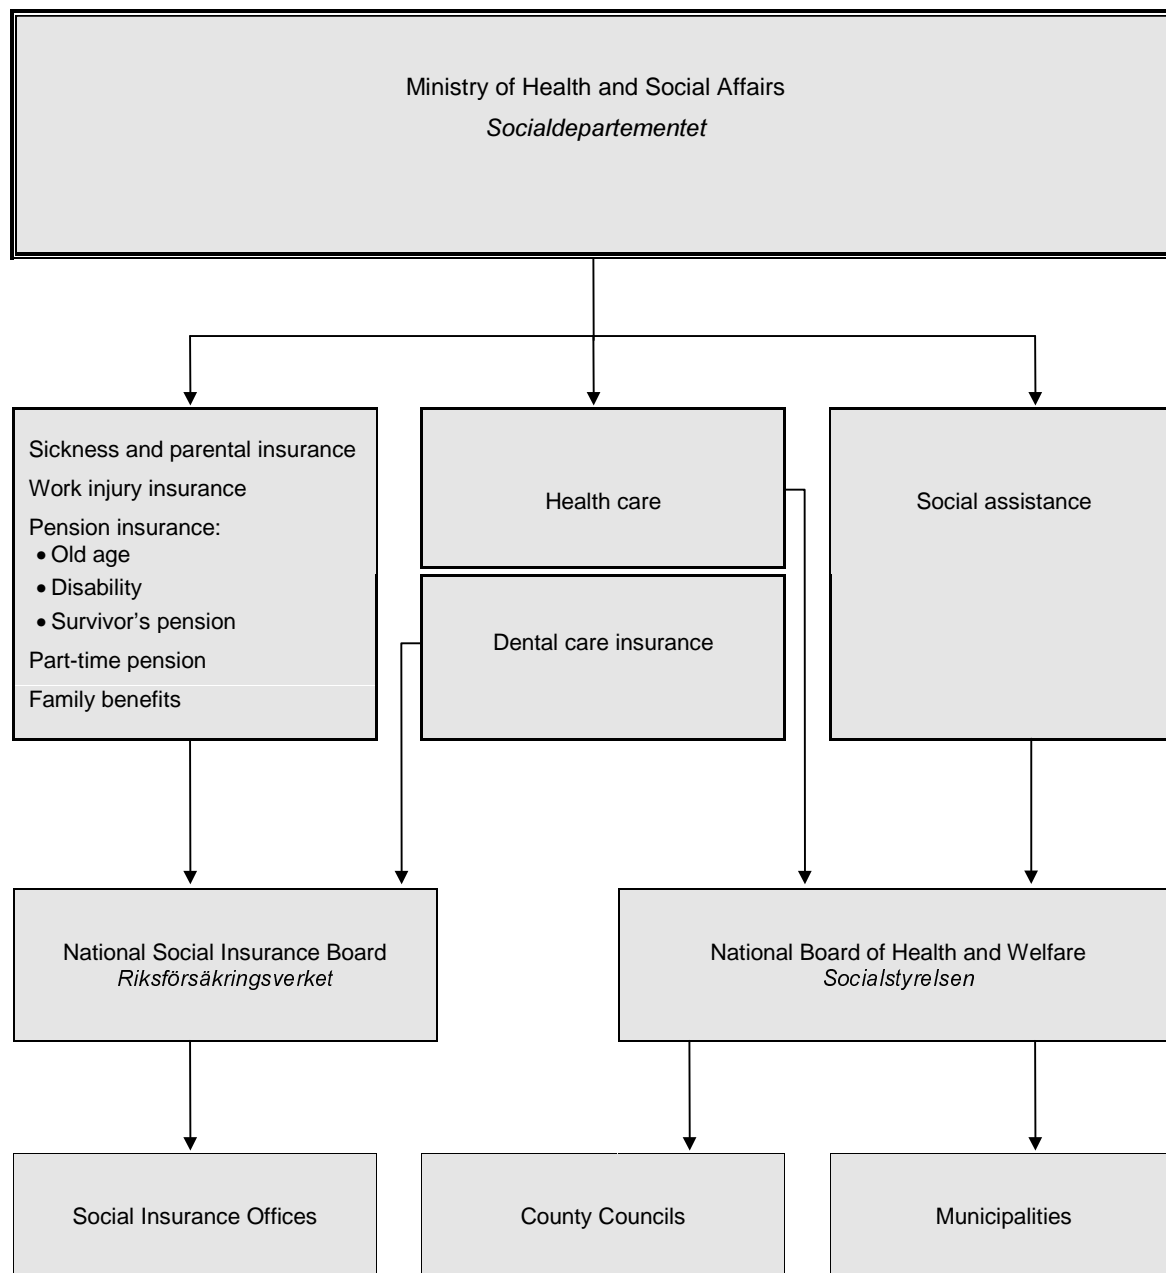 Ministry of Health and Social Affairs
Socialdepartementet
Sickness and parental insurance
Work injury insurance
Pension insurance:
• Old age
• Disability
• Survivor's pension
Part-time pension
Family benefits
Health care
Dental care insurance
Social assistance
National Social Insurance Board
Riksförsäkringsverket
National Board of Health and Welfare
Socialstyrelsen
Social Insurance Offices
County Councils
Municipalities